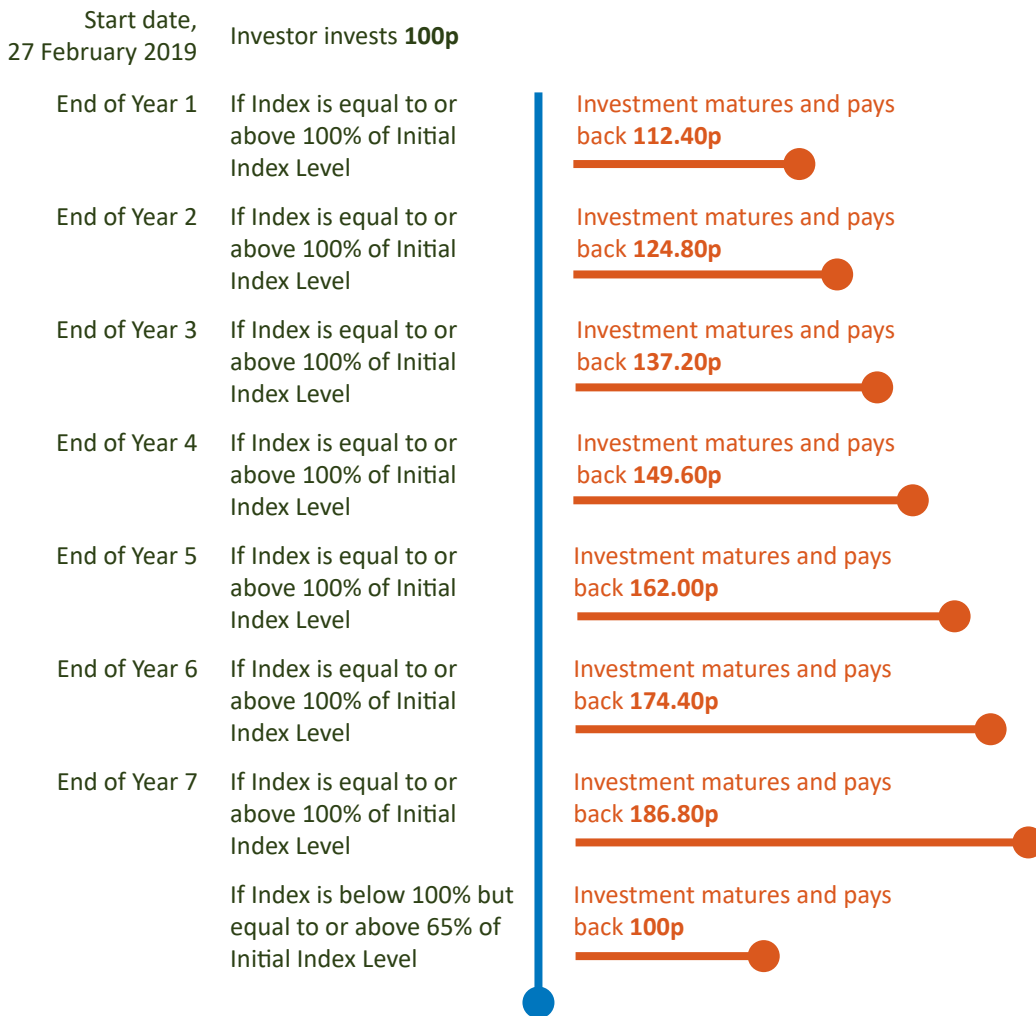 Start date,
27 February 2019
Investor invests 100p
End of Year 1
If Index is equal to or
above 100% of Initial
Index Level
Investment matures and pays
back 112.40p
End of Year 2
If Index is equal to or
above 100% of Initial
Index Level
Investment matures and pays
back 124.80p
End of Year 3
If Index is equal to or
above 100% of Initial
Index Level
Investment matures and pays
back 137.20p
End of Year 4
If Index is equal to or
above 100% of Initial
Index Level
Investment matures and pays
back 149.60p
End of Year 5
If Index is equal to or
above 100% of Initial
Index Level
Investment matures and pays
back 162.00p
End of Year 6
If Index is equal to or
above 100% of Initial
Index Level
Investment matures and pays
back 174.40p
End of Year 7
If Index is equal to or
above 100% of Initial
Index Level
Investment matures and pays
back 186.80p
If Index is below 100% but
equal to or above 65% of
Initial Index Level
Investment matures and pays
back 100p